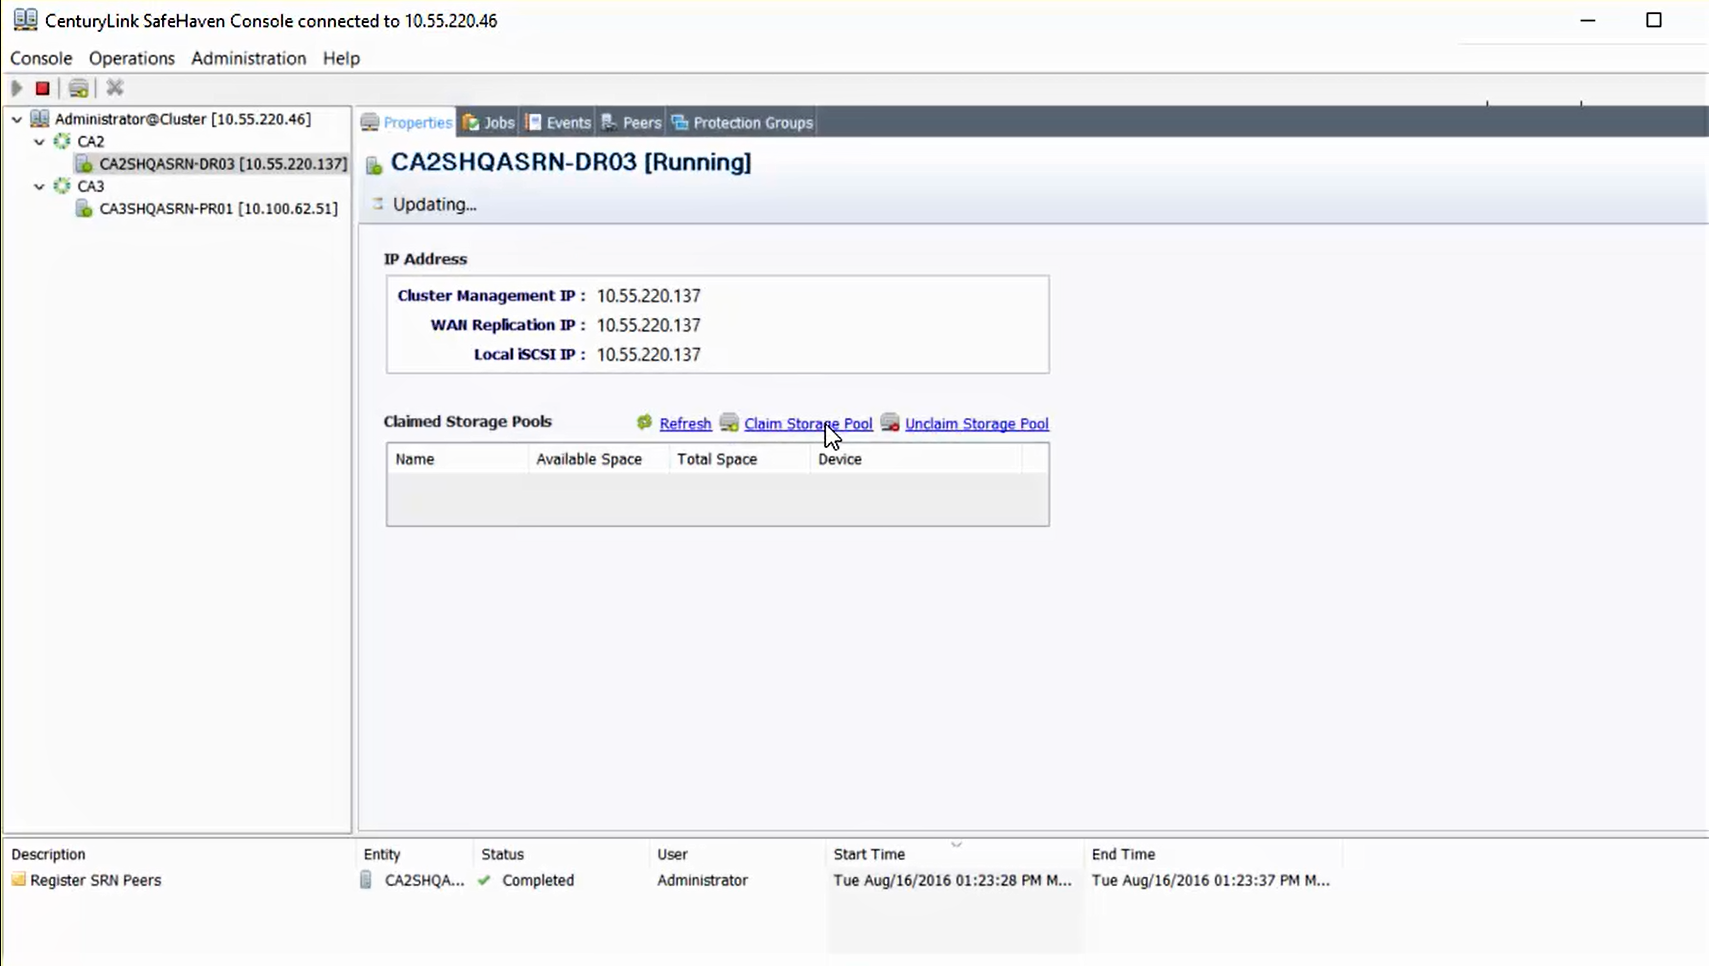 CenturyLink SafeHaven Console connected to 10.55.220.46
Console Operations Administration Help
Administrator@Cluster [10.55.220.46]
CA2
CA2SHQASRN-DR03 [10.55.220.137]
CA3
CA3SHQASRN-PR01 [10.100.62.51]
Properties Jobs Events Peers Protection Groups
CA2SHQASRN-DR03 [Running]
Updating...
IP Address
Cluster Management IP : 10.55.220.137
WAN Replication IP : 10.55.220.137
Local iSCSI IP : 10.55.220.137
Claimed Storage Pools Refresh Claim Storage Pool Unclaim Storage Pool
Name Available Space Total Space Device
Description Entity Status User Start Time End Time
Register SRN Peers CA2SHQA... Completed Administrator Tue Aug/16/2016 01:23:28 PM M... Tue Aug/16/2016 01:23:37 PM M...